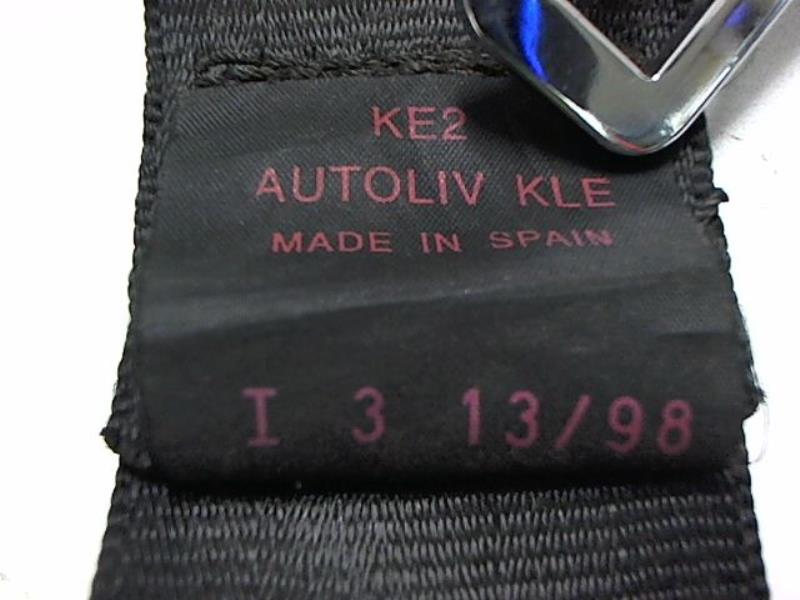 KE2
AUTOLIV KLE
MADE IN SPAIN
I 3 13/98